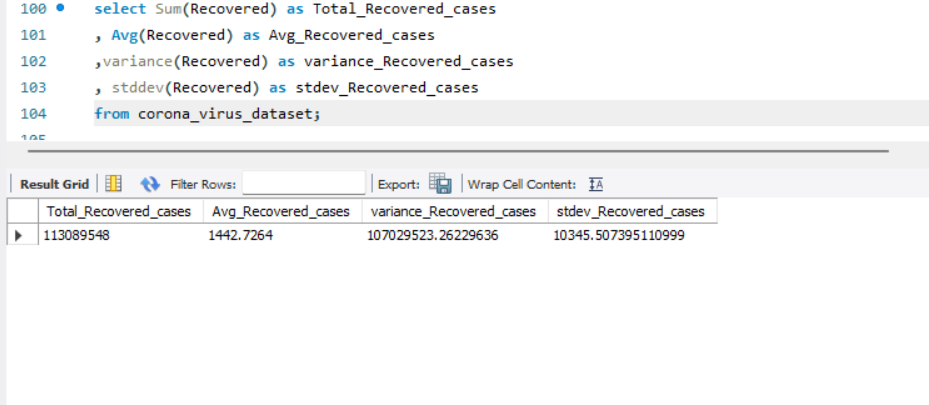 100 select Sum(Recovered) as Total_Recovered_cases
101 , Avg(Recovered) as Avg_Recovered_cases
102 ,variance(Recovered) as variance_Recovered_cases
103 , stddev(Recovered) as stdev_Recovered_cases
104 from corona_virus_dataset;
105
Result Grid Filter Rows: Export: Wrap Cell Content:
Total_Recovered_cases Avg_Recovered_cases variance_Recovered_cases stdev_Recovered_cases
113089548 1442.7264 107029523.26229636 10345.507395110999